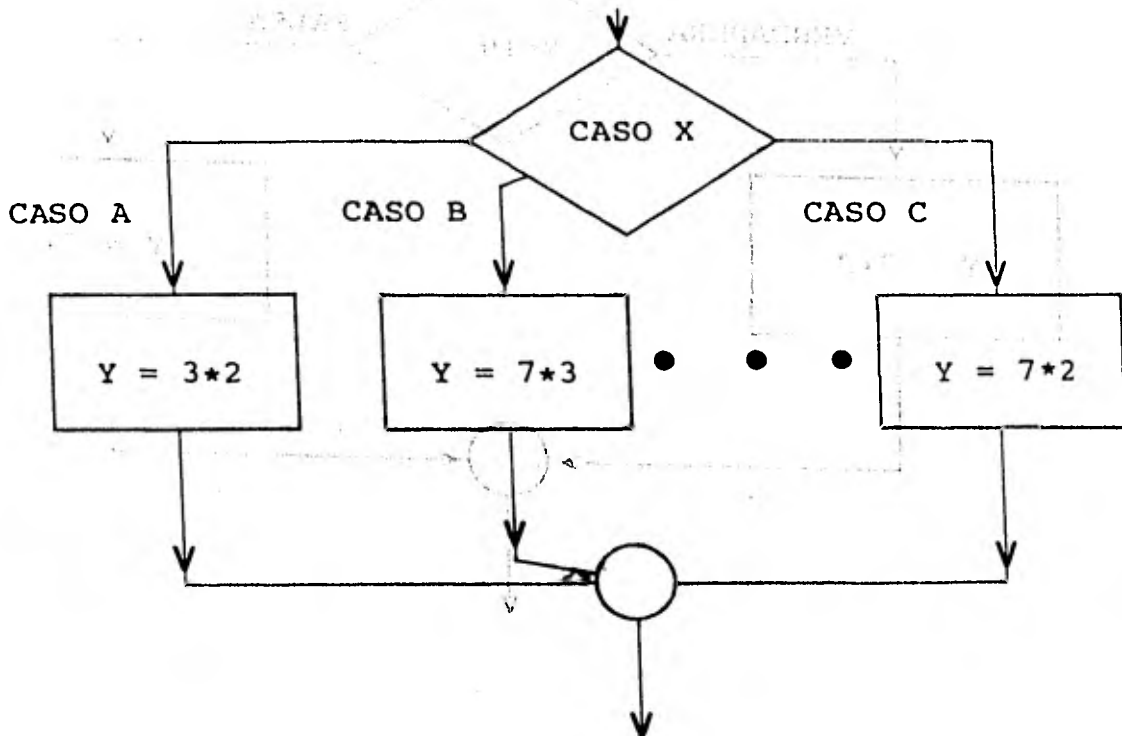 CASO X
CASO A
CASO B
CASO C
Y = 3*2
Y = 7*3
Y = 7*2